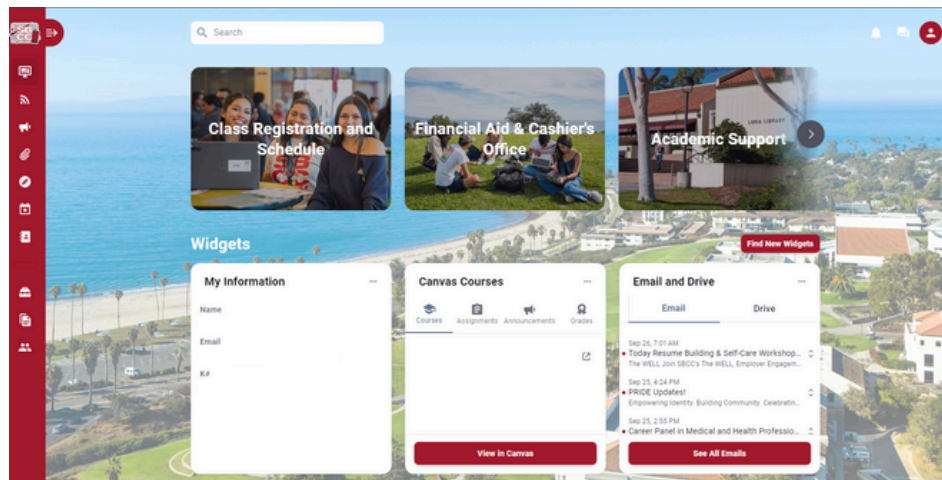 Search
Class Registration and
Schedule
Financial Aid & Cashier's
Office
LURIA LIBRARY
Academic Support
Widgets
Find New Widgets
My Information
Name
Email
K#
Canvas Courses
Courses
Assignments
Announcements
Grades
View in Canvas
Email and Drive
Email
Drive
Sep 26, 7:01 AM
Today Resume Building & Self-Care Workshop...
The WELL Join SBCC's The WELL, Employer Engagem...
Sep 25, 4:24 PM
PRIDE Updates!
Empowering Identity. Building Community. Celebratin...
Sep 25, 2:55 PM
Career Panel in Medical and Health Professio...
See All Emails